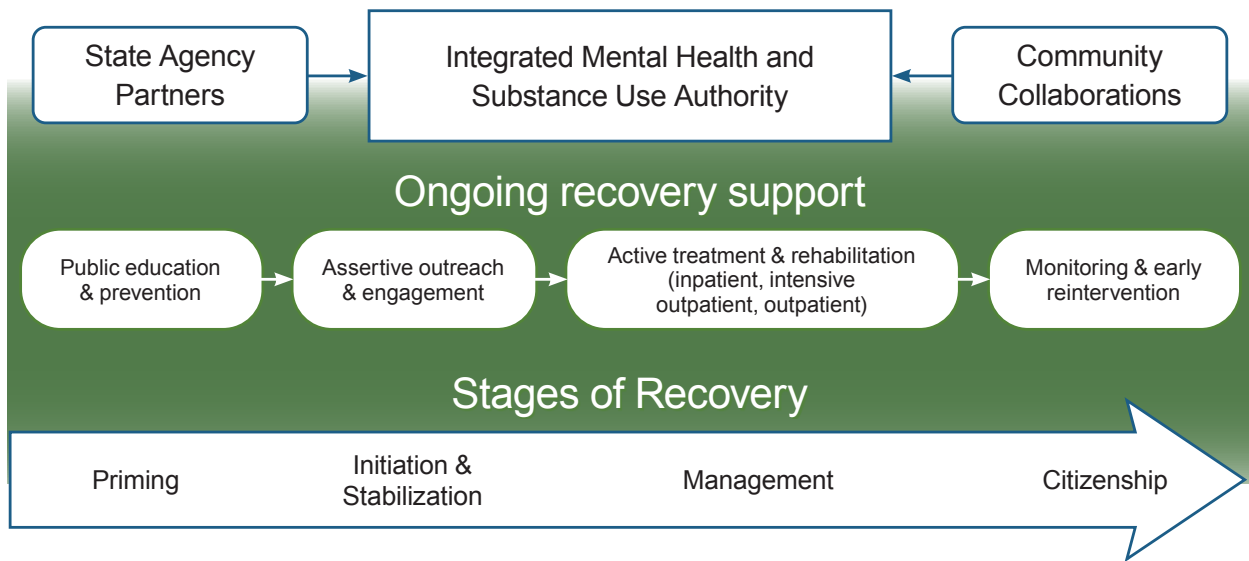 State Agency
Partners
Integrated Mental Health and
Substance Use Authority
Community
Collaborations
Ongoing recovery support
Public education
& prevention
Assertive outreach
& engagement
Active treatment & rehabilitation
(inpatient, intensive
outpatient, outpatient)
Monitoring & early
reintervention
Stages of Recovery
Priming
Initiation &
Stabilization
Management
Citizenship